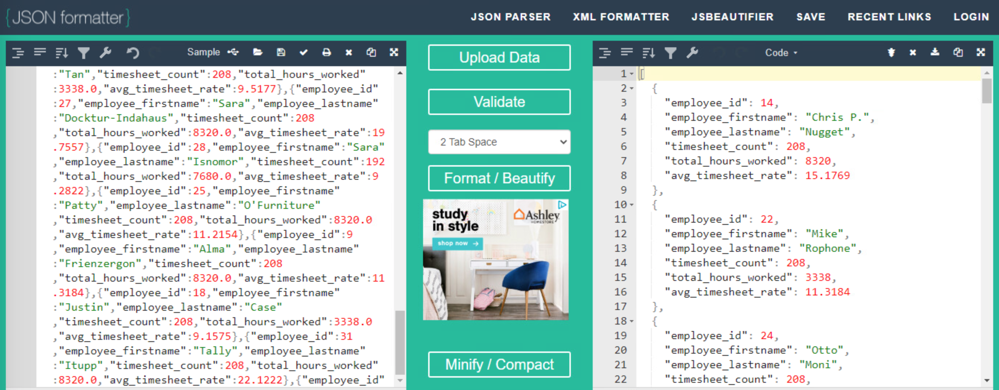 {JSON formatter}
JSON PARSER XML FORMATTER JSBEAUTIFIER SAVE RECENT LINKS LOGIN
Sample
:"Tan","timesheet_count":208,"total_hours_worked"
:3338.0,"avg_timesheet_rate":9.5177},{"employee_id"
:27,"employee_firstname":"Sara","employee_lastname"
:"Docktur-Indahaus","timesheet_count":208
,"total_hours_worked":8320.0,"avg_timesheet_rate":19
.7557},{"employee_id":28,"employee_firstname":"Sara"
,"employee_lastname":"Isnomor","timesheet_count":192
,"total_hours_worked":7680.0,"avg_timesheet_rate":9
.2822},{"employee_id":25,"employee_firstname"
:"Patty","employee_lastname":"O'Furniture"
,"timesheet_count":208,"total_hours_worked":8320.0
,"avg_timesheet_rate":11.2154},{"employee_id":9
,"employee_firstname":"Alma","employee_lastname"
:"Frienzergon","timesheet_count":208
,"total_hours_worked":8320.0,"avg_timesheet_rate":11
.3184},{"employee_id":18,"employee_firstname"
:"Justin","employee_lastname":"Case"
,"timesheet_count":208,"total_hours_worked":3338.0
,"avg_timesheet_rate":9.1575},{"employee_id":31
,"employee_firstname":"Tally","employee_lastname"
:"Itupp","timesheet_count":208,"total_hours_worked"
:8320.0,"avg_timesheet_rate":22.1222},{"employee_id"
Upload Data
Validate
2 Tab Space
Format / Beautify
study
in style
Ashley
HOMESTORE
shop now →
Minify / Compact
Code
1 [
2 {
3 "employee_id": 14,
4 "employee_firstname": "Chris P.",
5 "employee_lastname": "Nugget",
6 "timesheet_count": 208,
7 "total_hours_worked": 8320,
8 "avg_timesheet_rate": 15.1769
9 },
10 {
11 "employee_id": 22,
12 "employee_firstname": "Mike",
13 "employee_lastname": "Rophone",
14 "timesheet_count": 208,
15 "total_hours_worked": 3338,
16 "avg_timesheet_rate": 11.3184
17 },
18 {
19 "employee_id": 24,
20 "employee_firstname": "Otto",
21 "employee_lastname": "Moni",
22 "timesheet_count": 208,